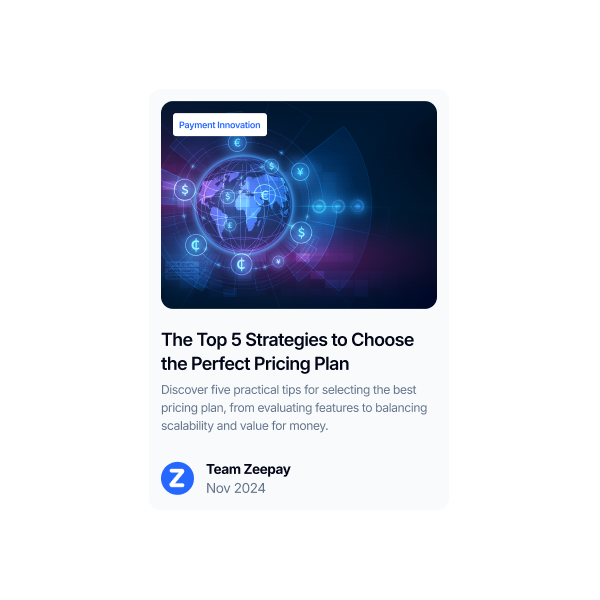 Payment Innovation
€
$
¥
$
$
€
£
$
¢
¢
¥
The Top 5 Strategies to Choose
the Perfect Pricing Plan
Discover five practical tips for selecting the best
pricing plan, from evaluating features to balancing
scalability and value for money.
Z
Team Zeepay
Nov 2024